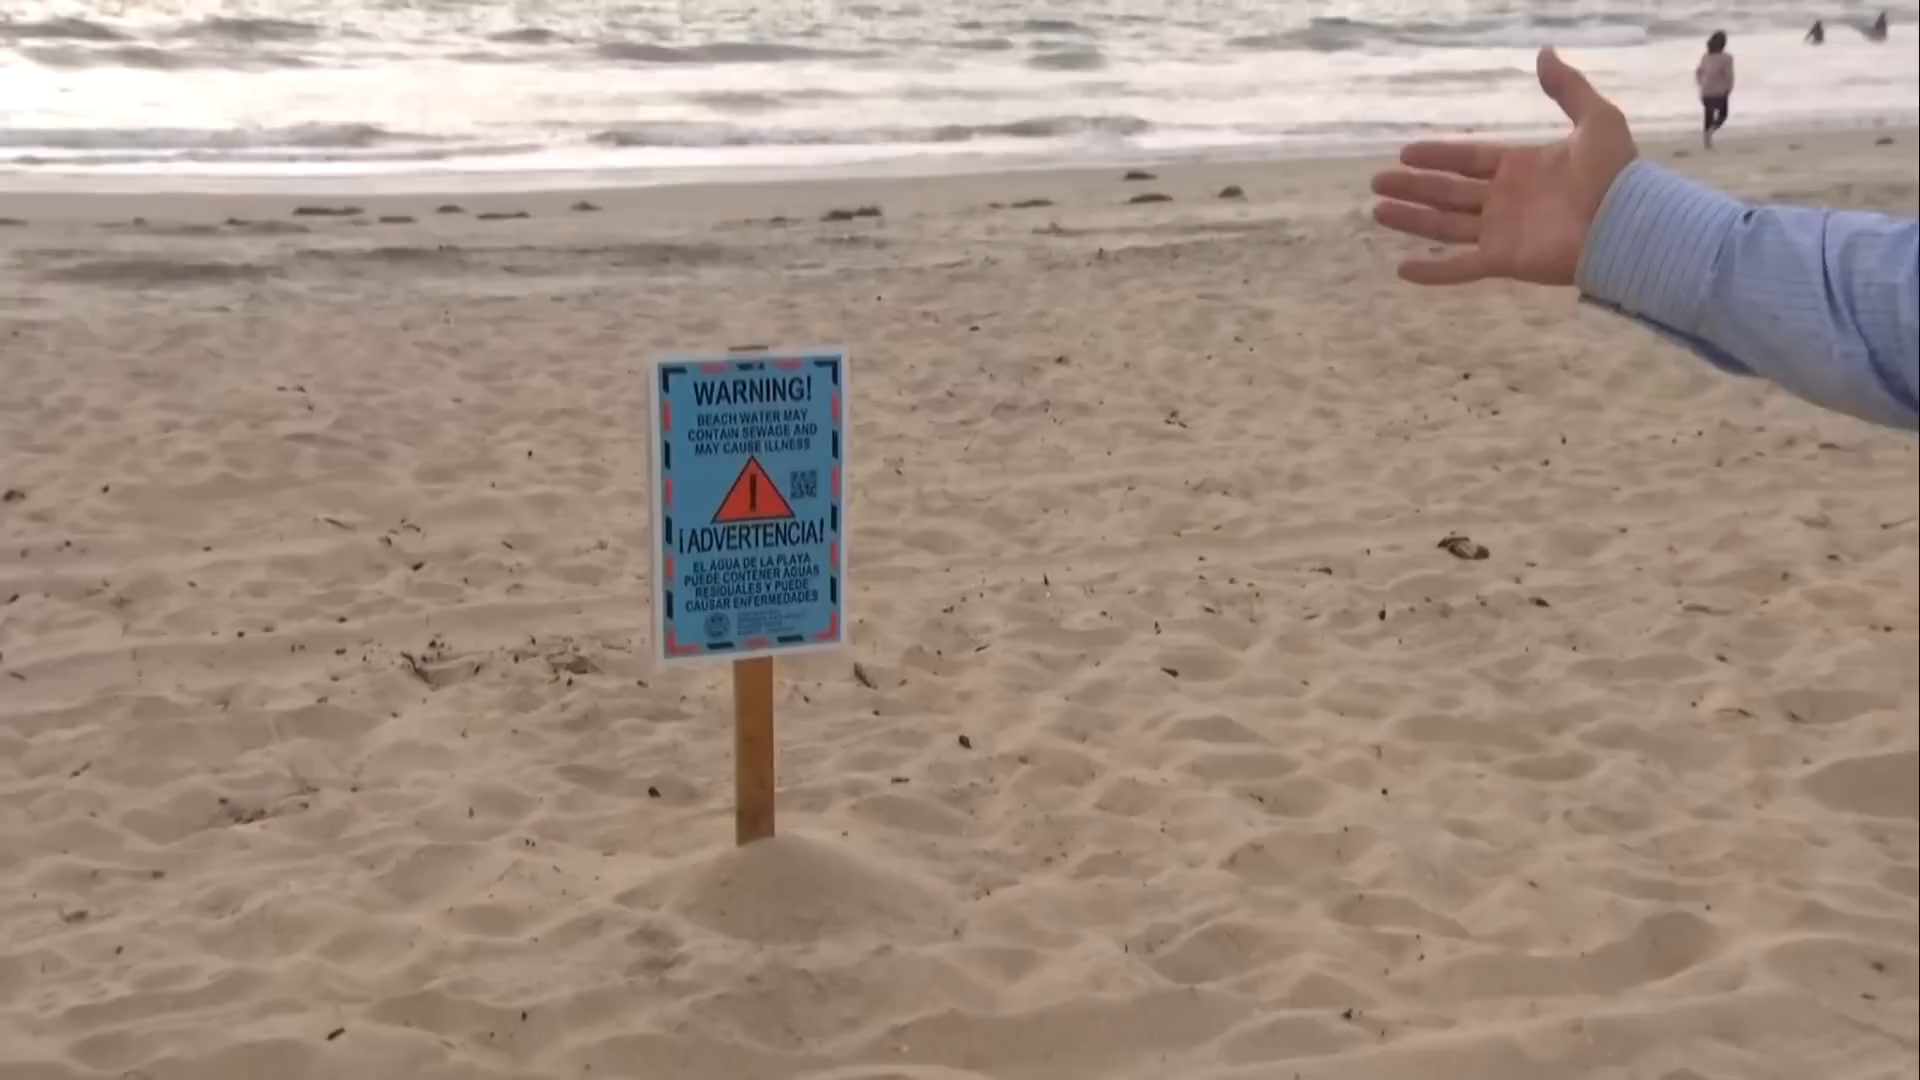 WARNING!
BEACH WATER MAY
CONTAIN SEWAGE AND
MAY CAUSE ILLNESS
!
¡ADVERTENCIA!
EL AGUA DE LA PLAYA
PUEDE CONTENER AGUAS
RESIDUALES Y PUEDE
CAUSAR ENFERMEDADES